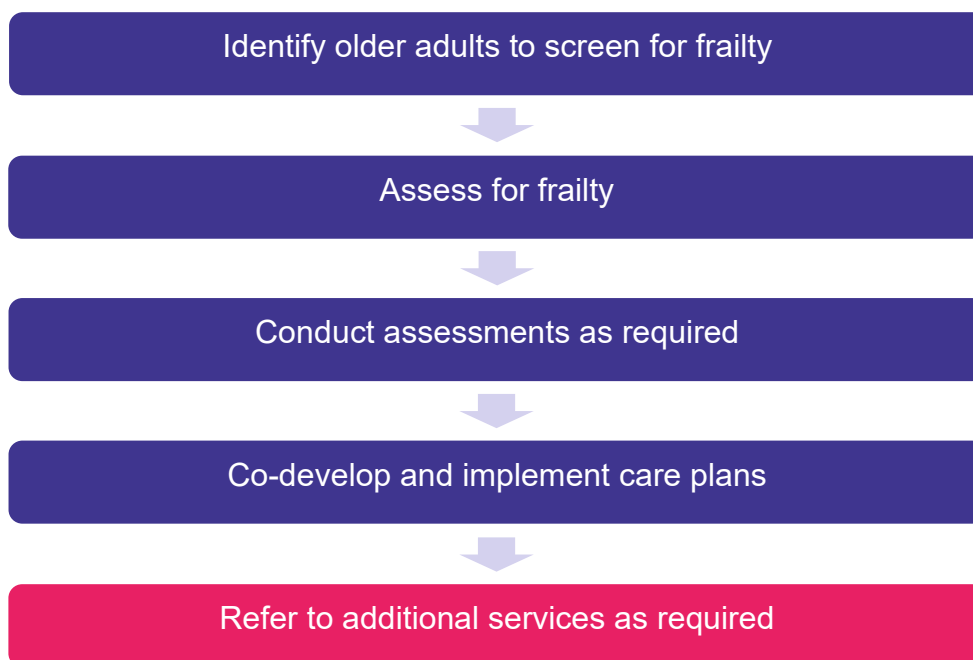 Identify older adults to screen for frailty
Assess for frailty
Conduct assessments as required
Co-develop and implement care plans
Refer to additional services as required